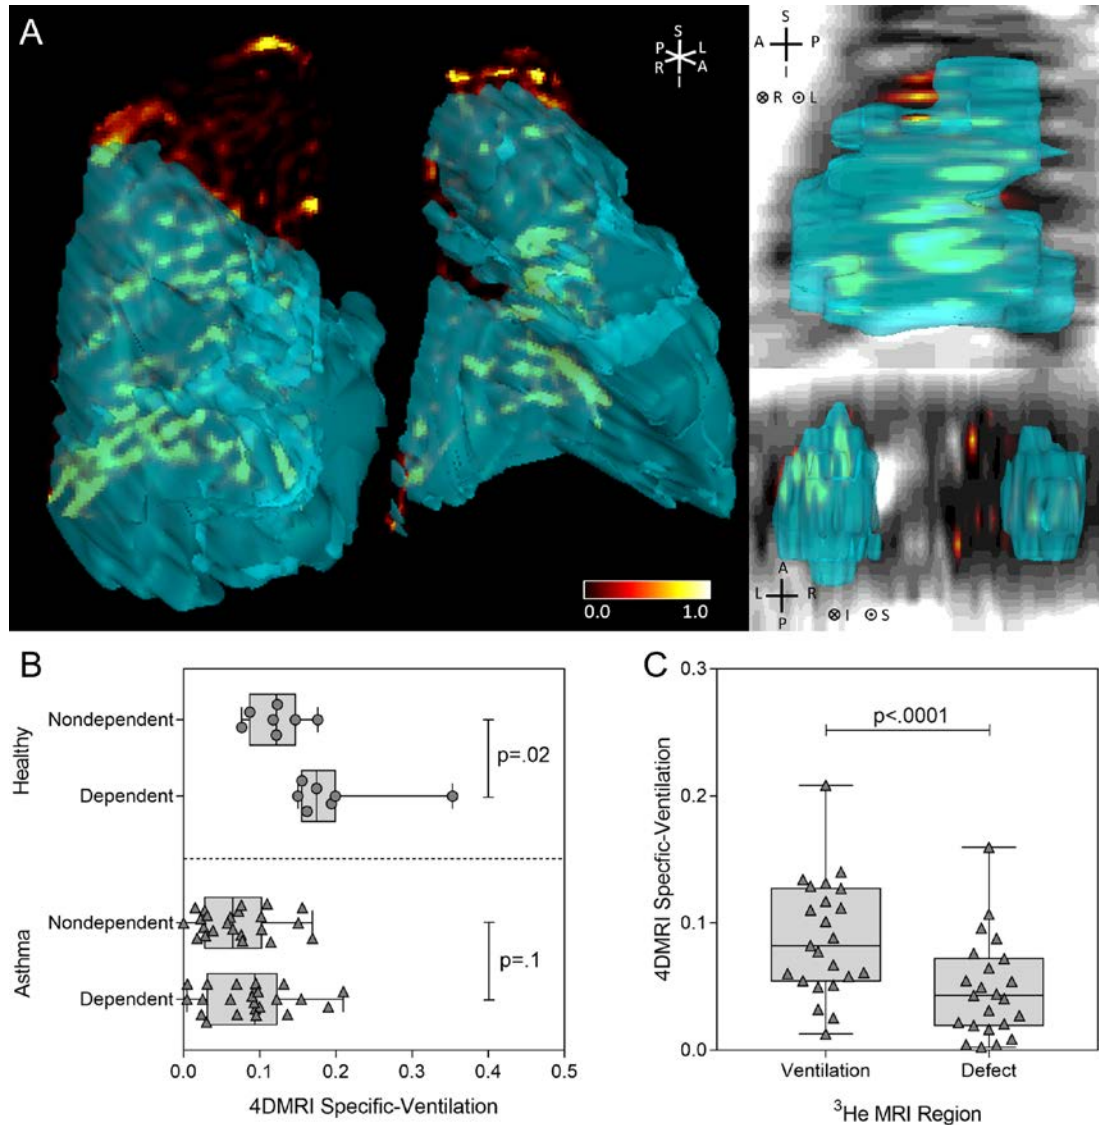 A
S
P L
R A
I
0.0 1.0
S
A P
I
⊗ R ⊙ L
A
L R
P
⊗ I ⊙ S
B
Healthy
Nondependent
Dependent
p=.02
Asthma
Nondependent
Dependent
p=.1
0.0 0.1 0.2 0.3 0.4 0.5
4DMRI Specific-Ventilation
C
4DMRI Specfic-Ventilation
0.3
0.2
0.1
0.0
p<.0001
Ventilation Defect
³He MRI Region